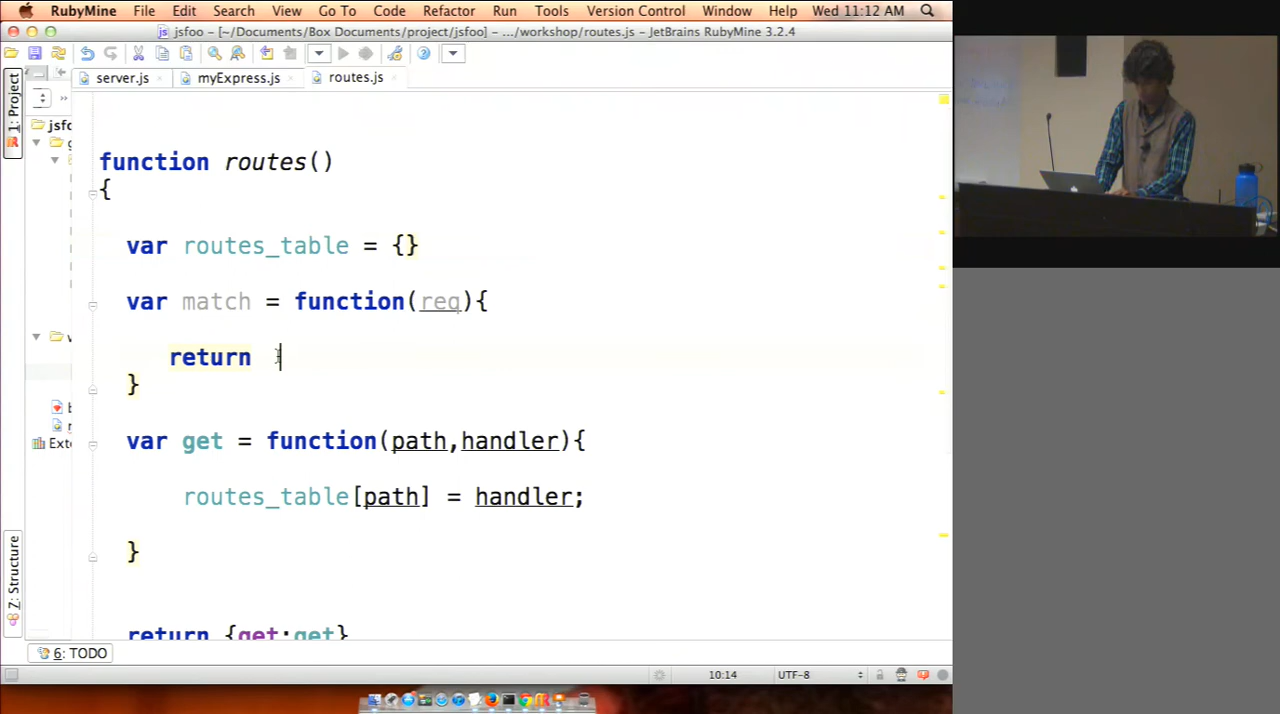 RubyMine File Edit Search View Go To Code Refactor Run Tools Version Control Window Help Wed 11:12 AM
jsfoo - [~/Documents/Box Documents/project/jsfoo] - .../workshop/routes.js - JetBrains RubyMine 3.2.4
server.js myExpress.js routes.js
1: Project
jsfo
function routes()
{
var routes_table = {}
var match = function(req){
return
}
var get = function(path,handler){
routes_table[path] = handler;
}
return {get:get}
Exte
7: Structure
6: TODO
10:14 UTF-8